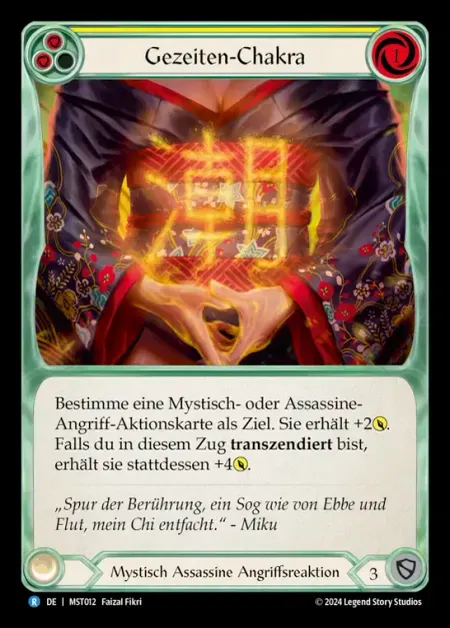 Gezeiten-Chakra
1
潮
Bestimme eine Mystisch- oder Assassine-
Angriff-Aktionskarte als Ziel. Sie erhält +2.
Falls du in diesem Zug transzendiert bist,
erhält sie stattdessen +4.
„Spur der Berührung, ein Sog wie von Ebbe und
Flut, mein Chi entfacht.“ - Miku
Mystisch Assassine Angriffsreaktion
3
R DE | MST012 Faizal Fikri
© 2024 Legend Story Studios